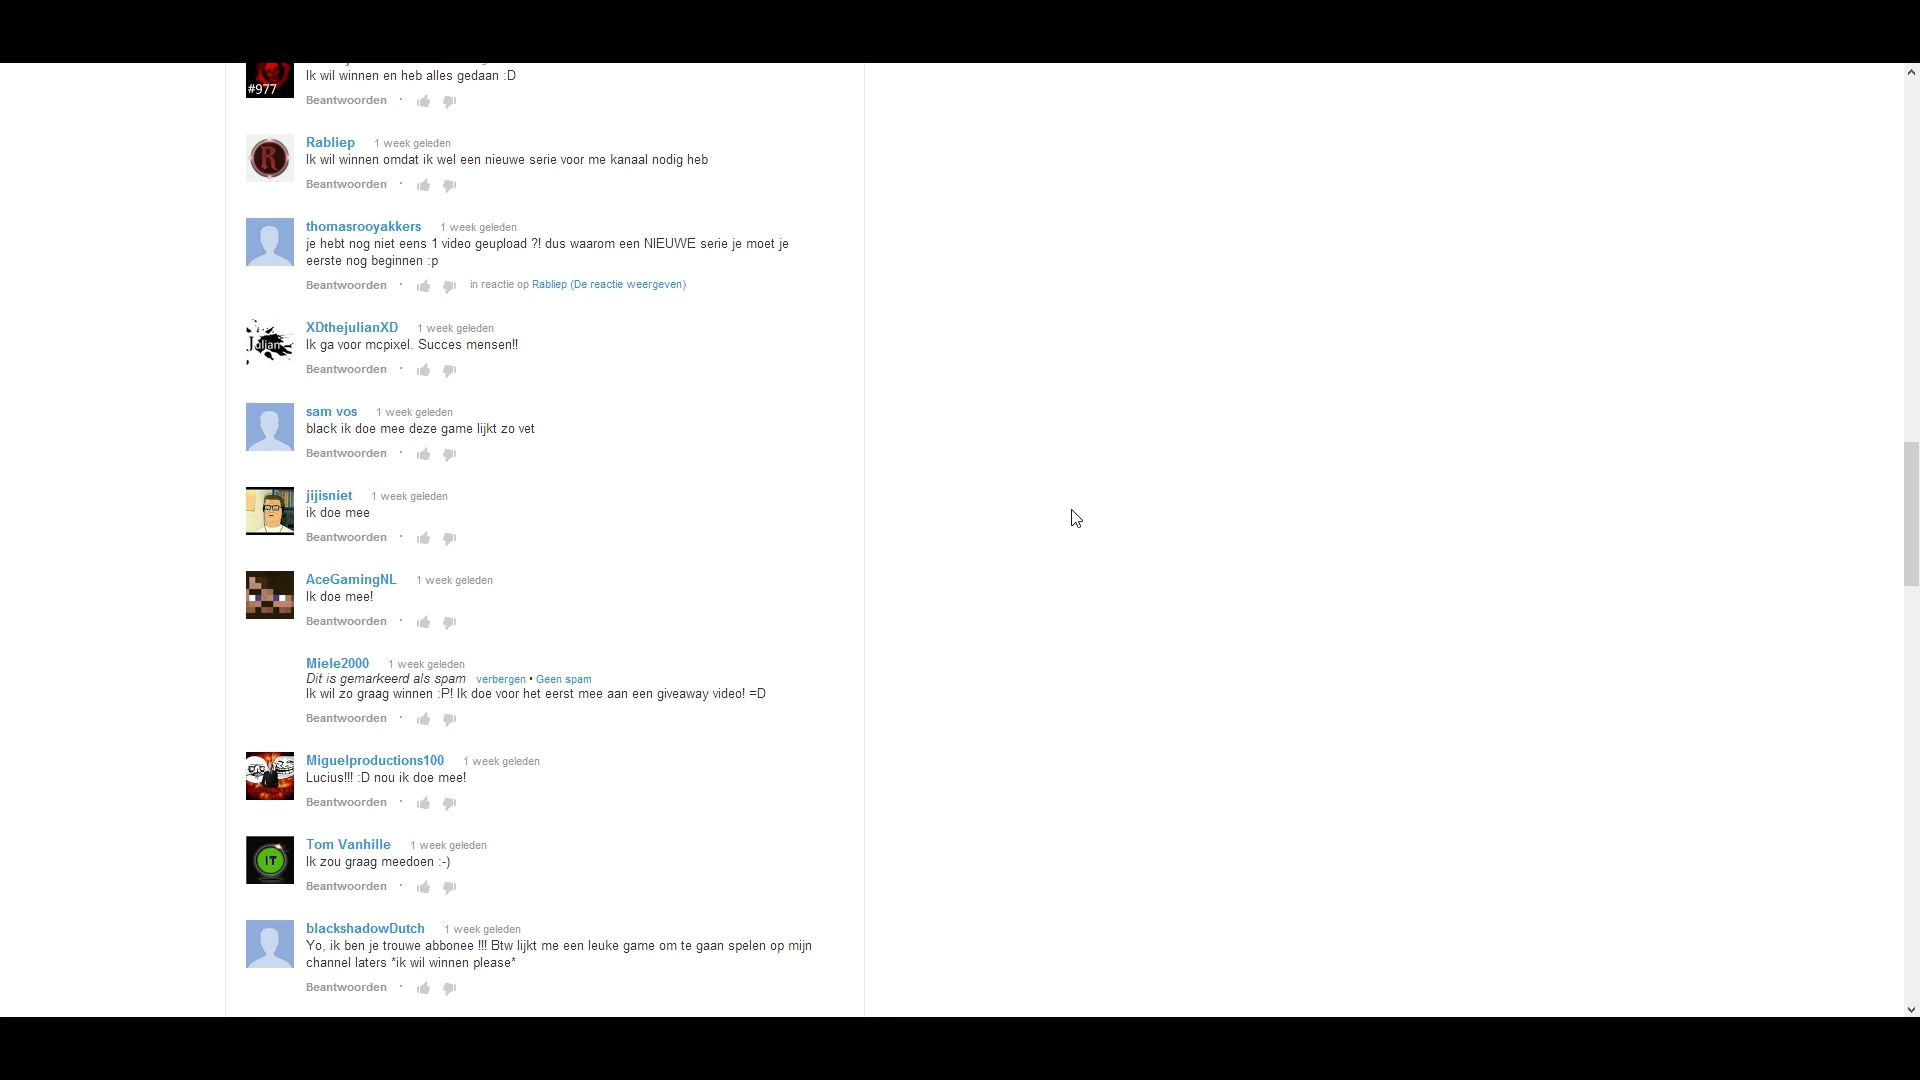 #977
Ik wil winnen en heb alles gedaan :D
Beantwoorden ·
Rabliep 1 week geleden
Ik wil winnen omdat ik wel een nieuwe serie voor me kanaal nodig heb
Beantwoorden ·
thomasrooyakkers 1 week geleden
je hebt nog niet eens 1 video geupload ?! dus waarom een NIEUWE serie je moet je
eerste nog beginnen :p
Beantwoorden · in reactie op Rabliep (De reactie weergeven)
XDthejulianXD 1 week geleden
Julian
Ik ga voor mcpixel. Succes mensen!!
Beantwoorden ·
sam vos 1 week geleden
black ik doe mee deze game lijkt zo vet
Beantwoorden ·
jijisniet 1 week geleden
ik doe mee
Beantwoorden ·
AceGamingNL 1 week geleden
Ik doe mee!
Beantwoorden ·
Miele2000 1 week geleden
Dit is gemarkeerd als spam verbergen • Geen spam
Ik wil zo graag winnen :P! Ik doe voor het eerst mee aan een giveaway video! =D
Beantwoorden ·
Miguelproductions100 1 week geleden
Lucius!!! :D nou ik doe mee!
Beantwoorden ·
Tom Vanhille 1 week geleden
IT
Ik zou graag meedoen :-)
Beantwoorden ·
blackshadowDutch 1 week geleden
Yo, ik ben je trouwe abbonee !!! Btw lijkt me een leuke game om te gaan spelen op mijn
channel laters *ik wil winnen please*
Beantwoorden ·